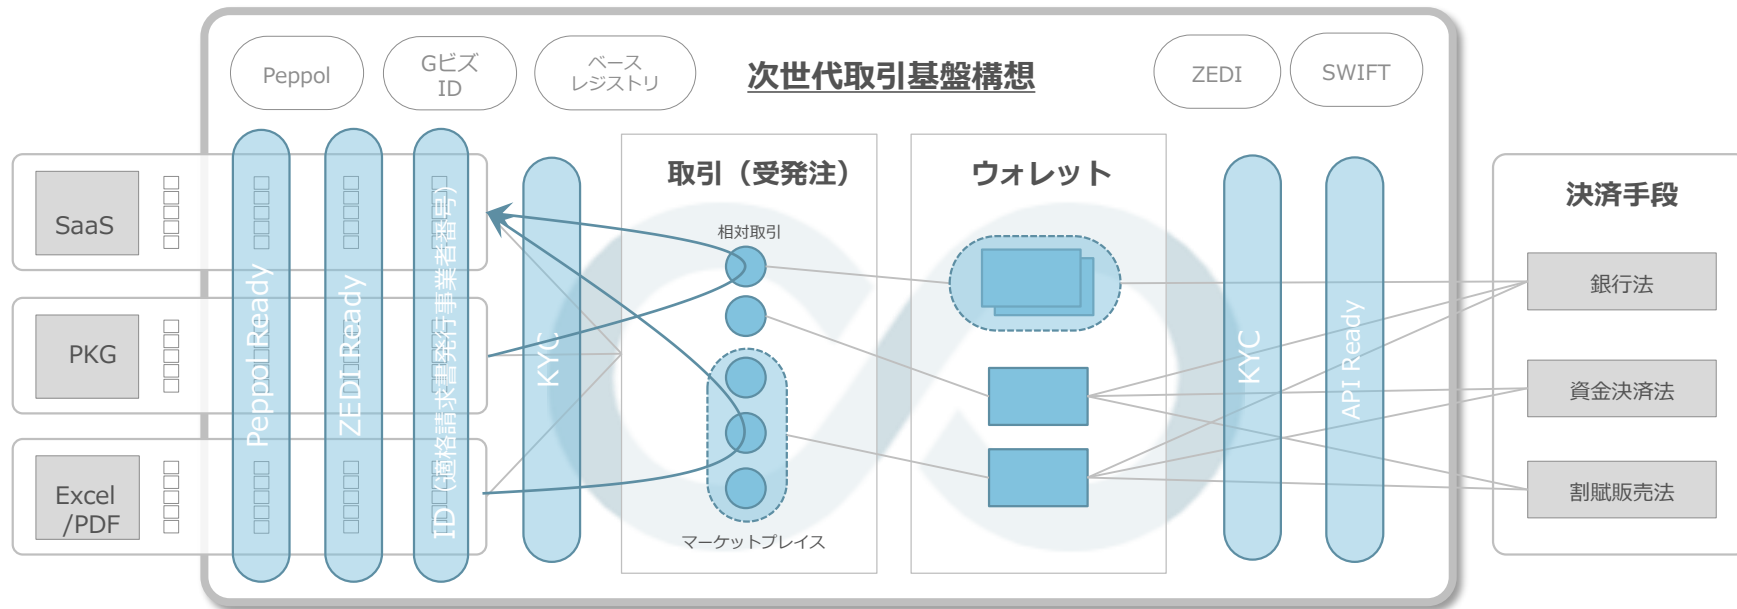 Peppol
Gビズ
ID
ベース
レジストリ
次世代取引基盤構想
ZEDI
SWIFT
SaaS
PKG
Excel
/PDF
Peppol Ready
ZEDI Ready
ID（適格請求書発行事業者番号）
KYC
取引（受発注）
相対取引
マーケットプレイス
ウォレット
KYC
API Ready
決済手段
銀行法
資金決済法
割賦販売法